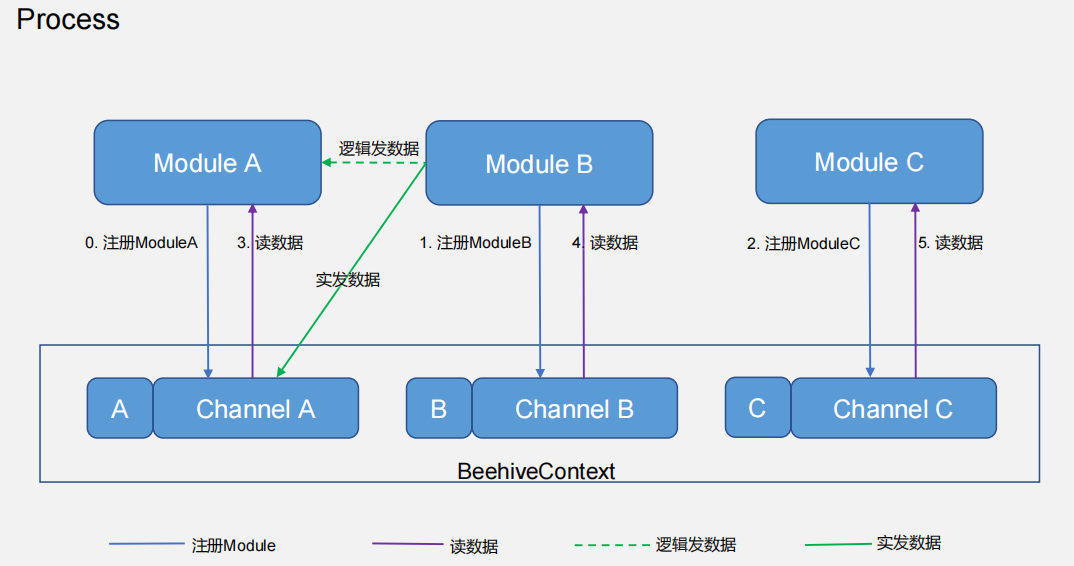 Process
Module A
逻辑发数据
Module B
Module C
0. 注册ModuleA
3. 读数据
1. 注册ModuleB
4. 读数据
2. 注册ModuleC
5. 读数据
实发数据
A
Channel A
B
Channel B
C
Channel C
BeehiveContext
注册Module
读数据
逻辑发数据
实发数据